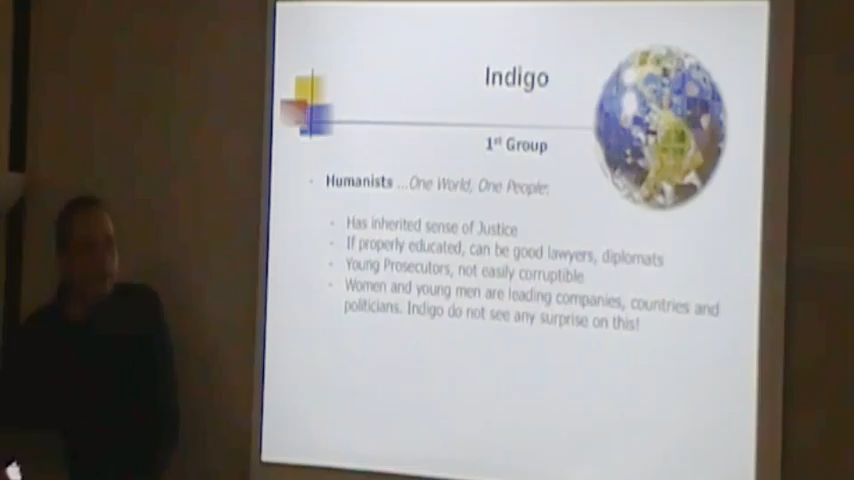 Indigo
1st Group
- Humanists ...One World, One People:
- Has inherited sense of Justice
- If properly educated, can be good lawyers, diplomats
- Young Prosecutors, not easily corruptible
- Women and young men are leading companies, countries and
politicians. Indigo do not see any surprise on this!